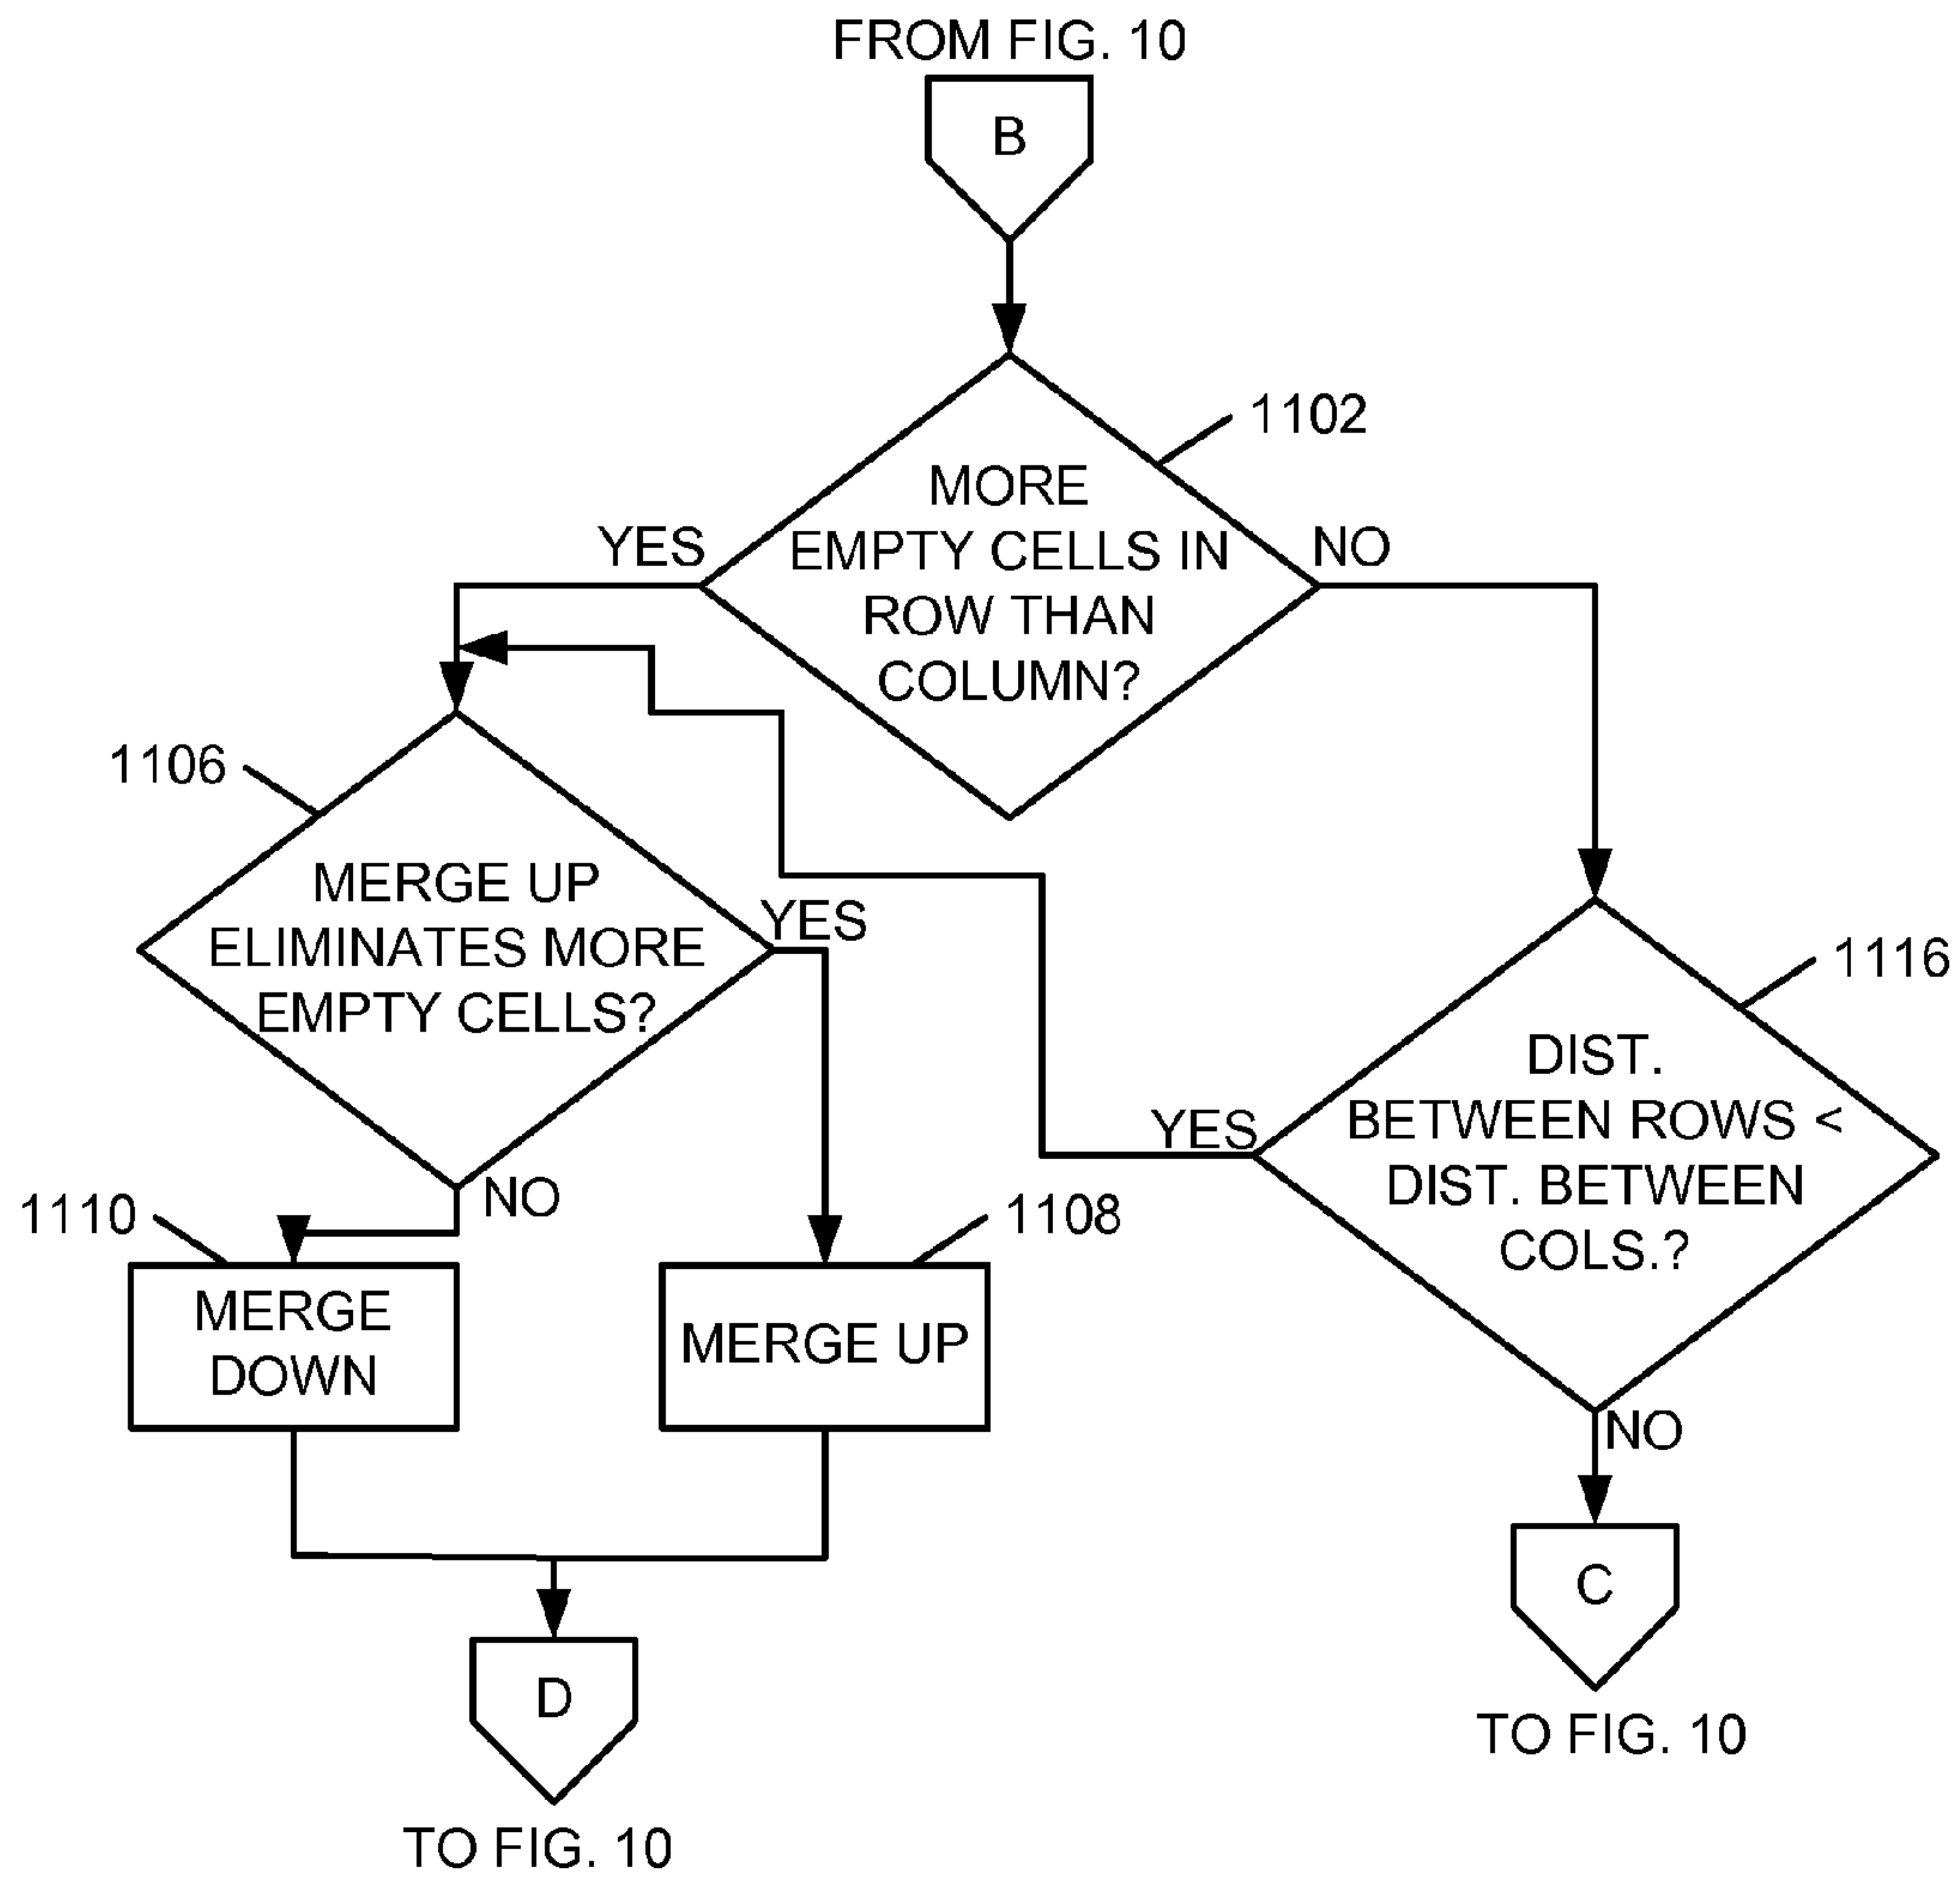 FROM FIG. 10
B
1102
MORE
EMPTY CELLS IN
ROW THAN
COLUMN?
YES
NO
1106
MERGE UP
ELIMINATES MORE
EMPTY CELLS?
YES
NO
1116
DIST.
BETWEEN ROWS <
DIST. BETWEEN
COLS.?
YES
NO
1110
MERGE
DOWN
1108
MERGE UP
C
TO FIG. 10
D
TO FIG. 10